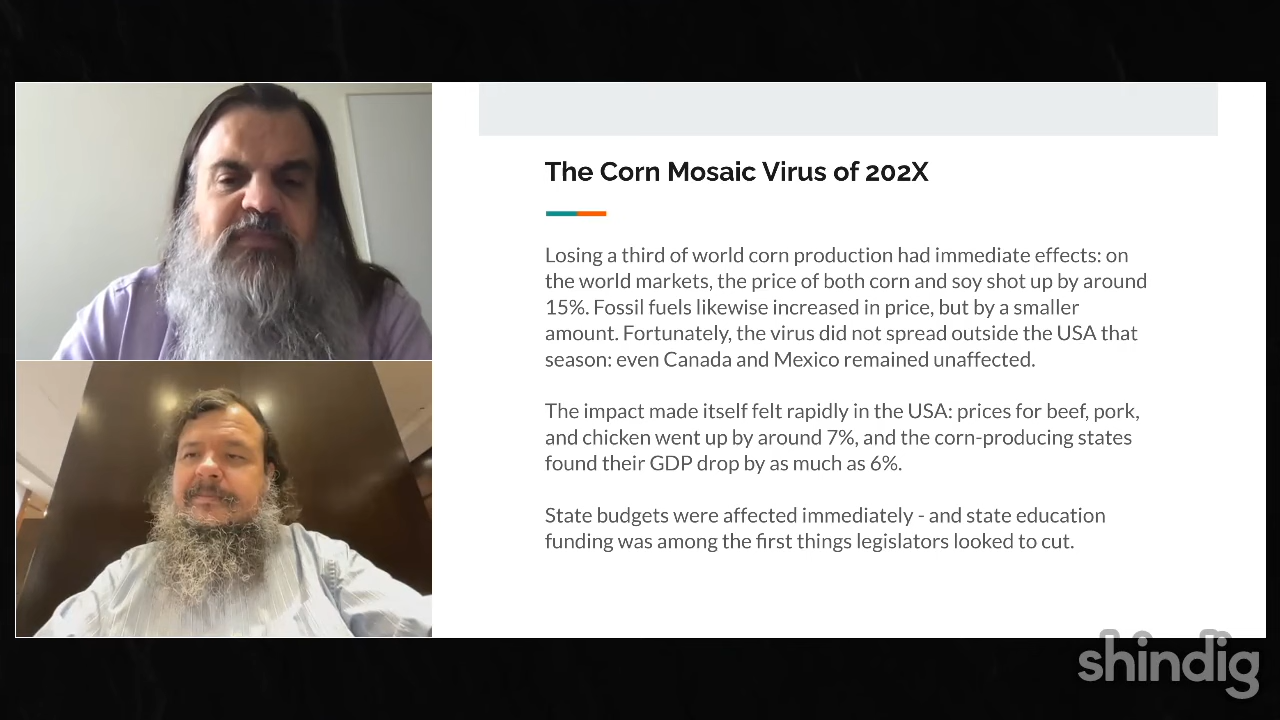 The Corn Mosaic Virus of 202X
Losing a third of world corn production had immediate effects: on
the world markets, the price of both corn and soy shot up by around
15%. Fossil fuels likewise increased in price, but by a smaller
amount. Fortunately, the virus did not spread outside the USA that
season: even Canada and Mexico remained unaffected.
The impact made itself felt rapidly in the USA: prices for beef, pork,
and chicken went up by around 7%, and the corn-producing states
found their GDP drop by as much as 6%.
State budgets were affected immediately - and state education
funding was among the first things legislators looked to cut.
shindig